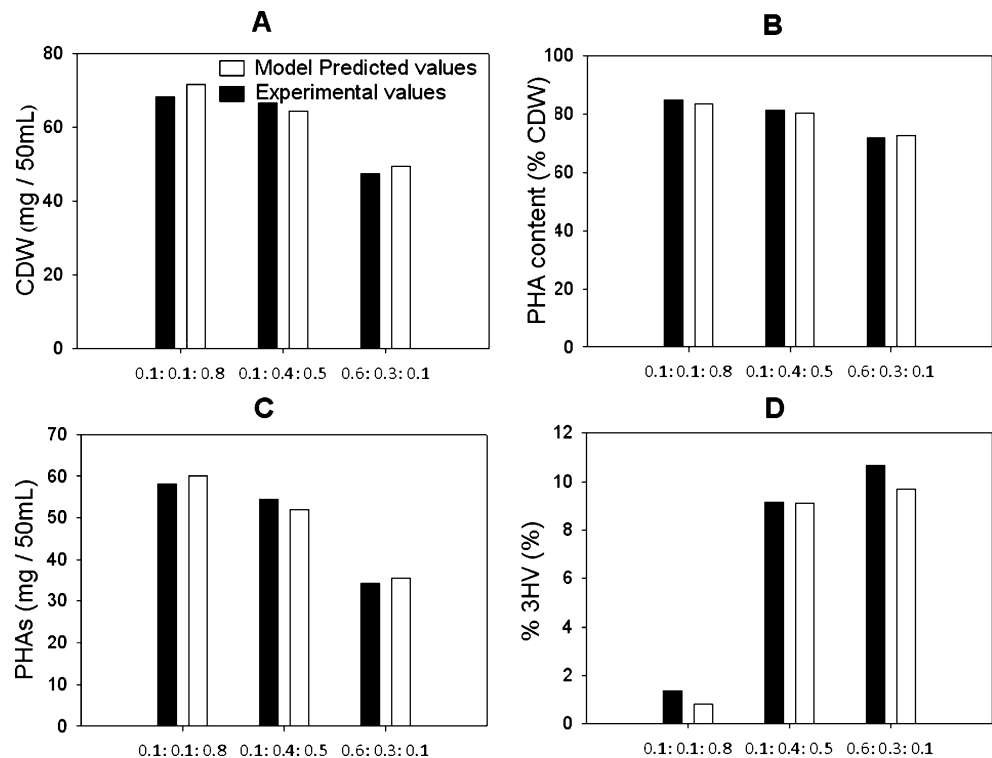 A
CDW (mg / 50mL)
80
60
40
20
0
Model Predicted values
Experimental values
0.1: 0.1: 0.8 0.1: 0.4: 0.5 0.6: 0.3: 0.1
B
PHA content (% CDW)
100
80
60
40
20
0
0.1: 0.1: 0.8 0.1: 0.4: 0.5 0.6: 0.3: 0.1
C
PHAs (mg / 50mL)
70
60
50
40
30
20
10
0
0.1: 0.1: 0.8 0.1: 0.4: 0.5 0.6: 0.3: 0.1
D
% 3HV (%)
12
10
8
6
4
2
0
0.1: 0.1: 0.8 0.1: 0.4: 0.5 0.6: 0.3: 0.1